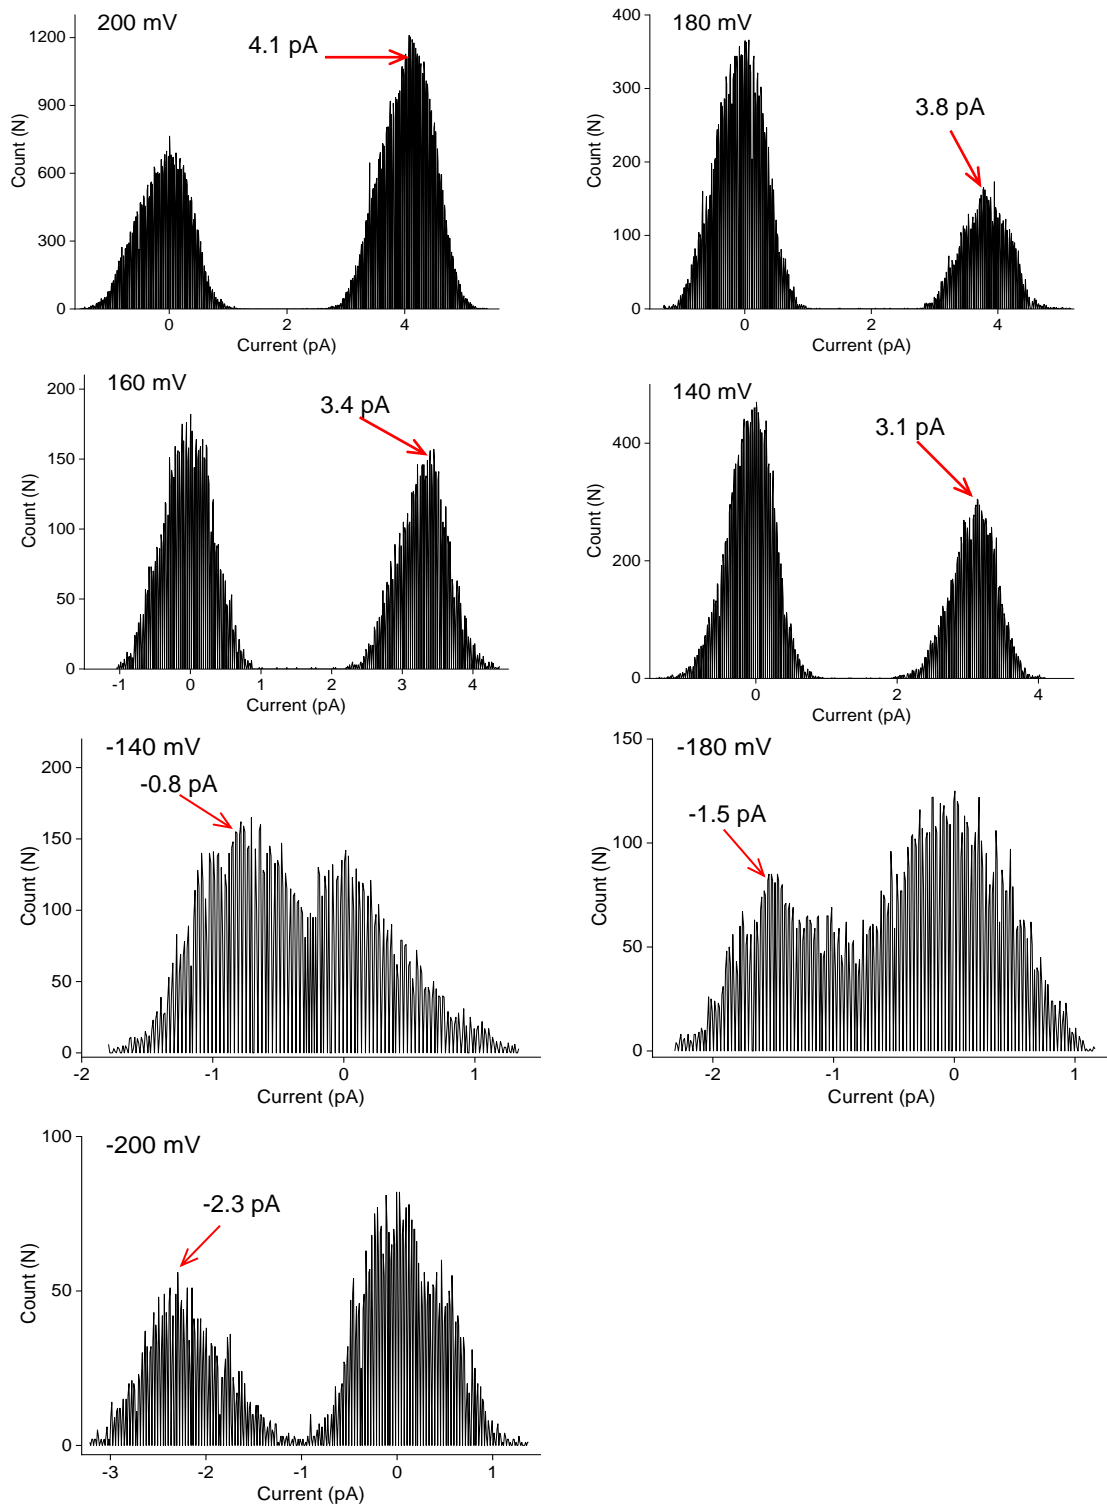 200 mV
4.1 pA
Count (N)
1200
900
600
300
0
0
2
4
Current (pA)
180 mV
3.8 pA
Count (N)
400
300
200
100
0
0
2
4
Current (pA)
160 mV
3.4 pA
Count (N)
200
150
100
50
0
-1
0
1
2
3
4
Current (pA)
140 mV
3.1 pA
Count (N)
400
200
0
0
2
4
Current (pA)
-140 mV
-0.8 pA
Count (N)
200
150
100
50
0
-2
-1
0
1
Current (pA)
-180 mV
-1.5 pA
Count (N)
150
100
50
0
-2
-1
0
1
Current (pA)
-200 mV
-2.3 pA
Count (N)
100
50
0
-3
-2
-1
0
1
Current (pA)